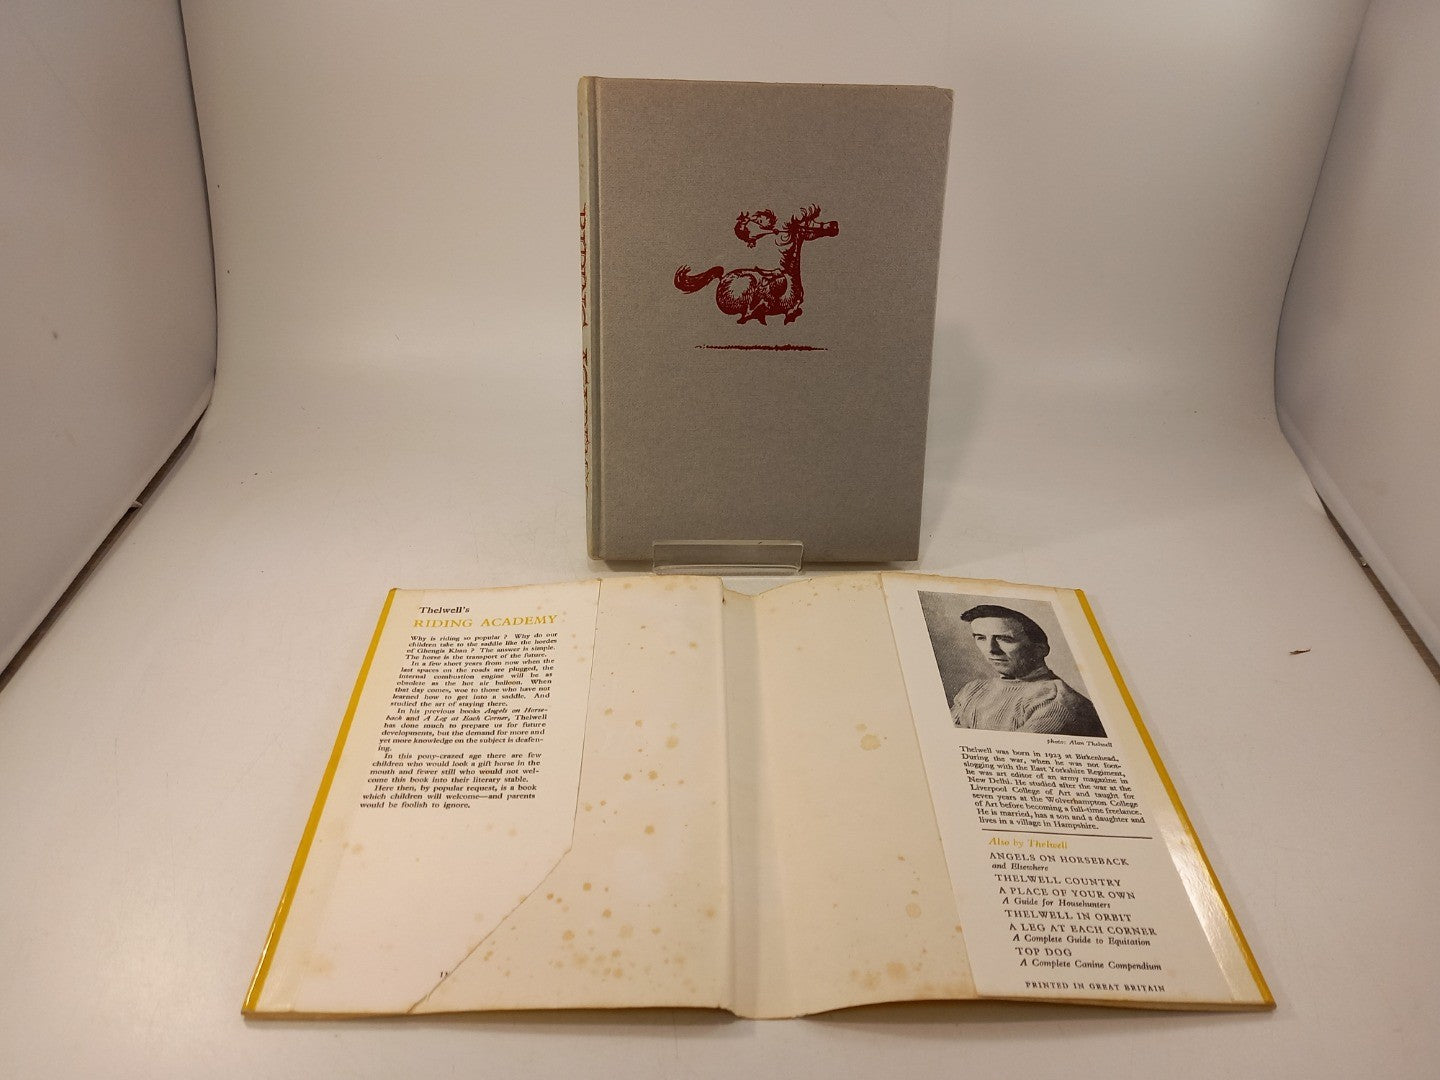 RIDING ACADEMY
Thelwell's
RIDING ACADEMY
Why is riding so popular ? Why do our
children take to the saddle like the hordes
of Ghengis Khan ? The answer is simple.
The horse is the transport of the future.
In a few short years from now when the
last spaces on the roads are plugged, the
internal combustion engine will be as
obsolete as the hot air balloon. When
that day comes, woe to those who have not
learned how to get into a saddle. And
studied the art of staying there.
In his previous books Angels on Horse-
back and A Leg at Each Corner, Thelwell
has done much to prepare us for future
developments, but the demand for more and
yet more knowledge on the subject is deafen-
ing.
In this pony-crazed age there are few
children who would look a gift horse in the
mouth and fewer still who would not wel-
come this book into their literary stable.
Here then, by popular request, is a book
which children will welcome—and parents
would be foolish to ignore.
photo: Alan Thelwell
Thelwell was born in 1923 at Birkenhead.
During the war, when he was not foot-
slogging with the East Yorkshire Regiment,
he was art editor of an army magazine in
New Delhi. He studied after the war at the
Liverpool College of Art and taught for
seven years at the Wolverhampton College
of Art before becoming a full-time freelance.
He is married, has a son and a daughter and
lives in a village in Hampshire.
Also by Thelwell
ANGELS ON HORSEBACK
and Elsewhere
THELWELL COUNTRY
A PLACE OF YOUR OWN
A Guide for Househunters
THELWELL IN ORBIT
A LEG AT EACH CORNER
A Complete Guide to Equitation
TOP DOG
A Complete Canine Compendium
PRINTED IN GREAT BRITAIN